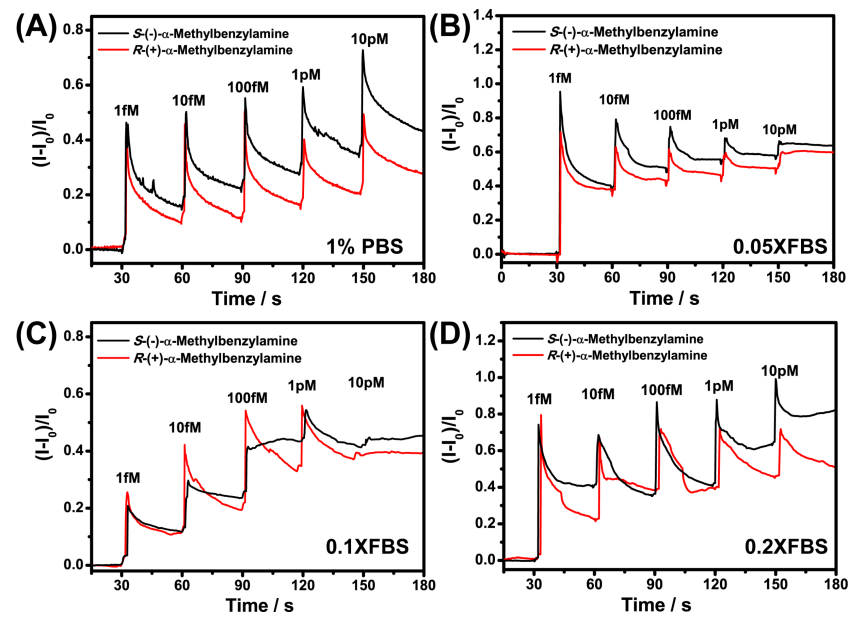 (A)
S-(-)-α-Methylbenzylamine
R-(+)-α-Methylbenzylamine
1fM
10fM
100fM
1pM
10pM
1% PBS
(I-I0)/I0
0.0
0.2
0.4
0.6
0.8
30 60 90 120 150 180
Time / s
(B)
S-(-)-α-Methylbenzylamine
R-(+)-α-Methylbenzylamine
1fM
10fM
100fM
1pM
10pM
0.05XFBS
(I-I0)/I0
0.0
0.2
0.4
0.6
0.8
1.0
1.2
1.4
0 30 60 90 120 150 180
Time / s
(C)
S-(-)-α-Methylbenzylamine
R-(+)-α-Methylbenzylamine
1fM
10fM
100fM
1pM
10pM
0.1XFBS
(I-I0)/I0
0.0
0.2
0.4
0.6
0.8
30 60 90 120 150 180
Time / s
(D)
S-(-)-α-Methylbenzylamine
R-(+)-α-Methylbenzylamine
1fM
10fM
100fM
1pM
10pM
0.2XFBS
(I-I0)/I0
0.0
0.2
0.4
0.6
0.8
1.0
1.2
30 60 90 120 150 180
Time / s